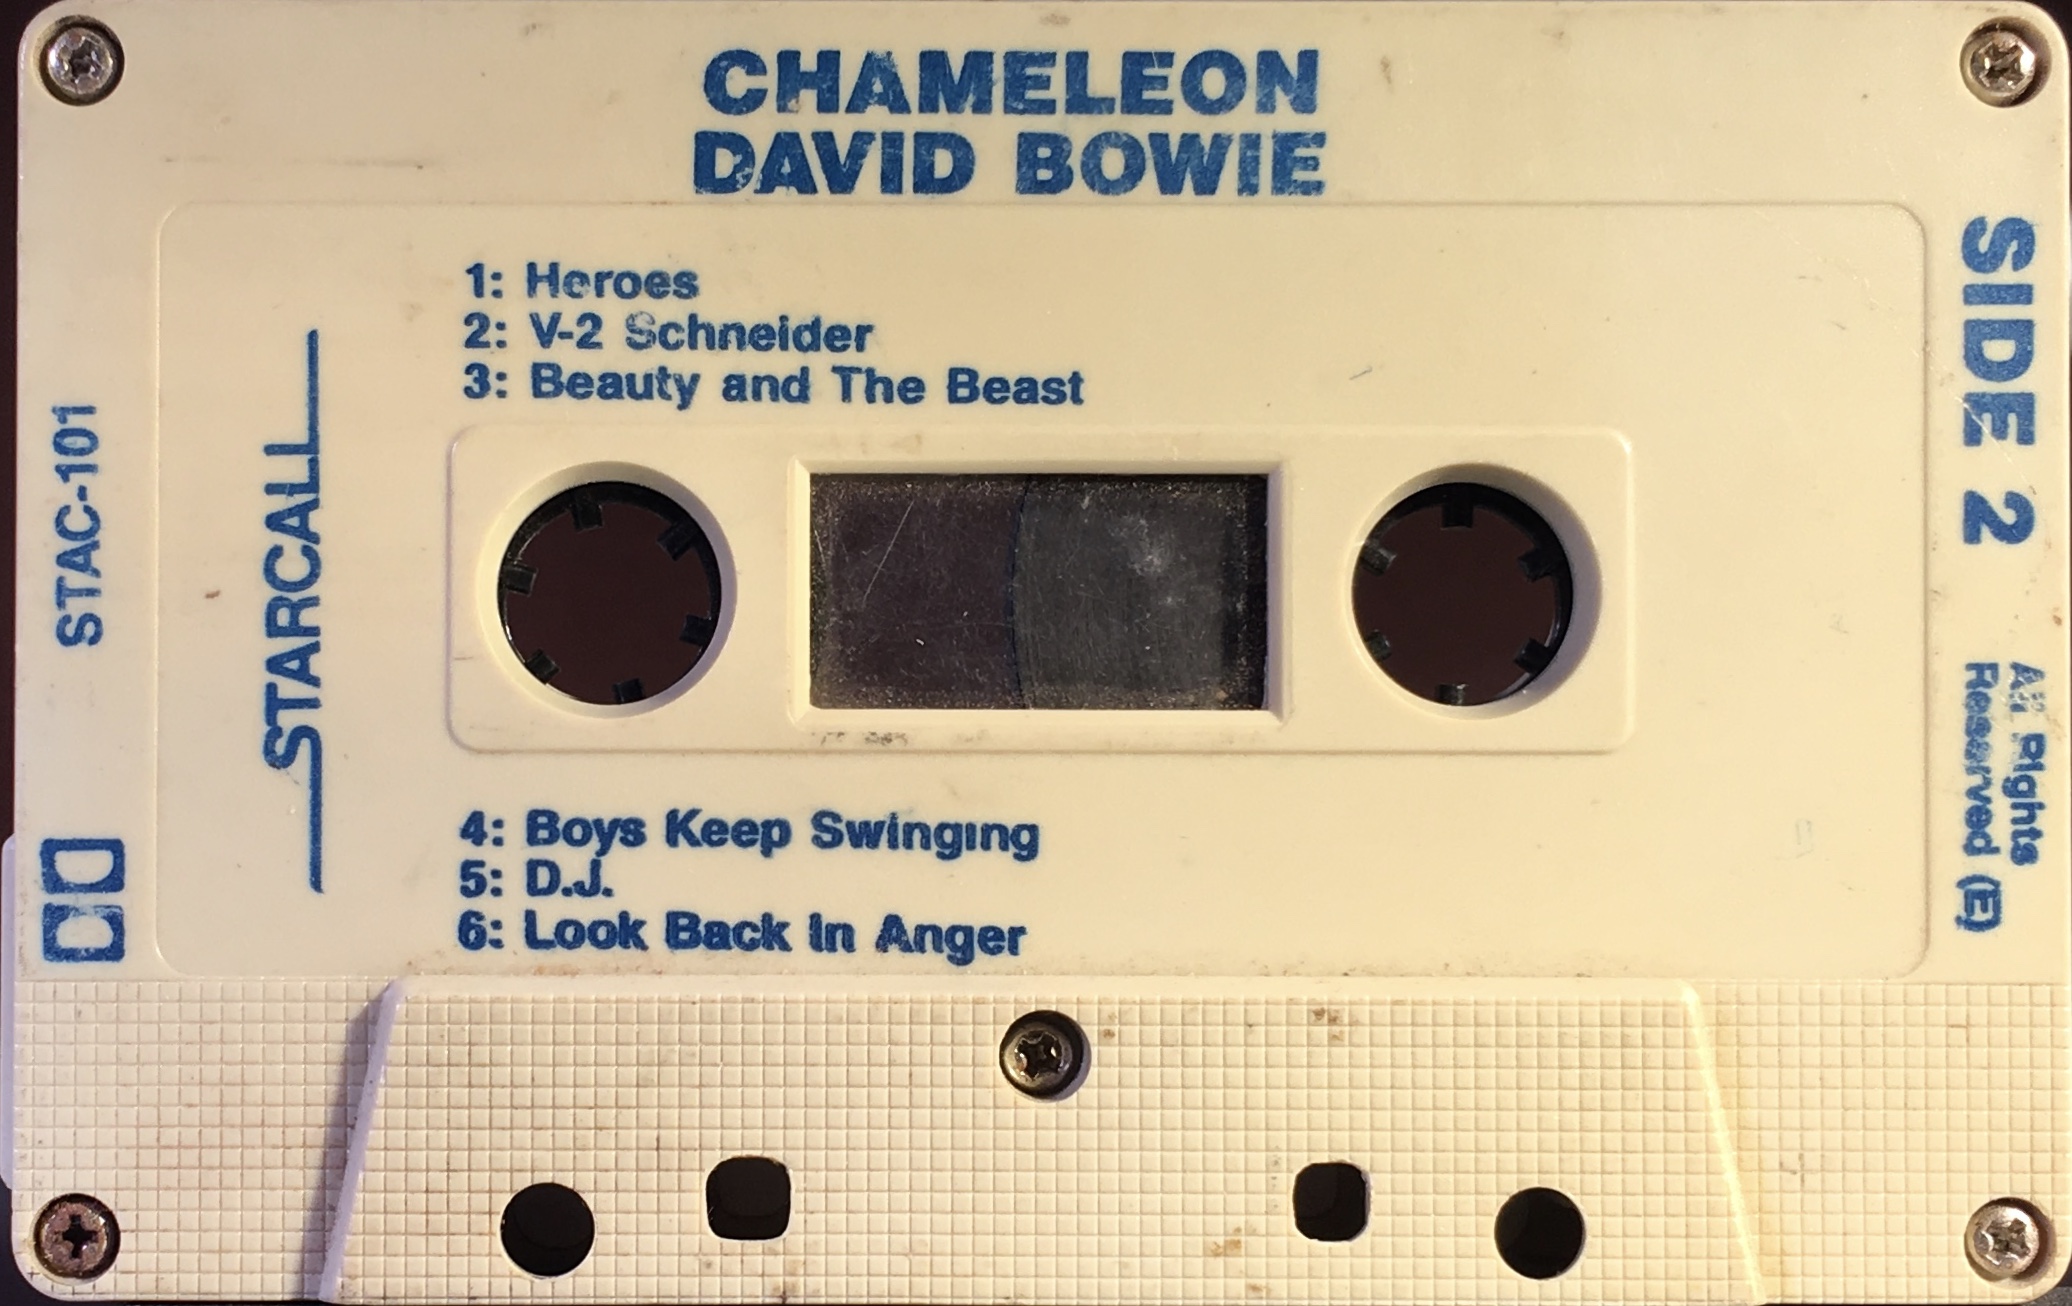 CHAMELEON
DAVID BOWIE
1: Heroes
2: V-2 Schneider
3: Beauty and The Beast
STAC-101
STARCALL
SIDE 2
All Rights
Reserved (E)
4: Boys Keep Swinging
5: D.J.
6: Look Back In Anger